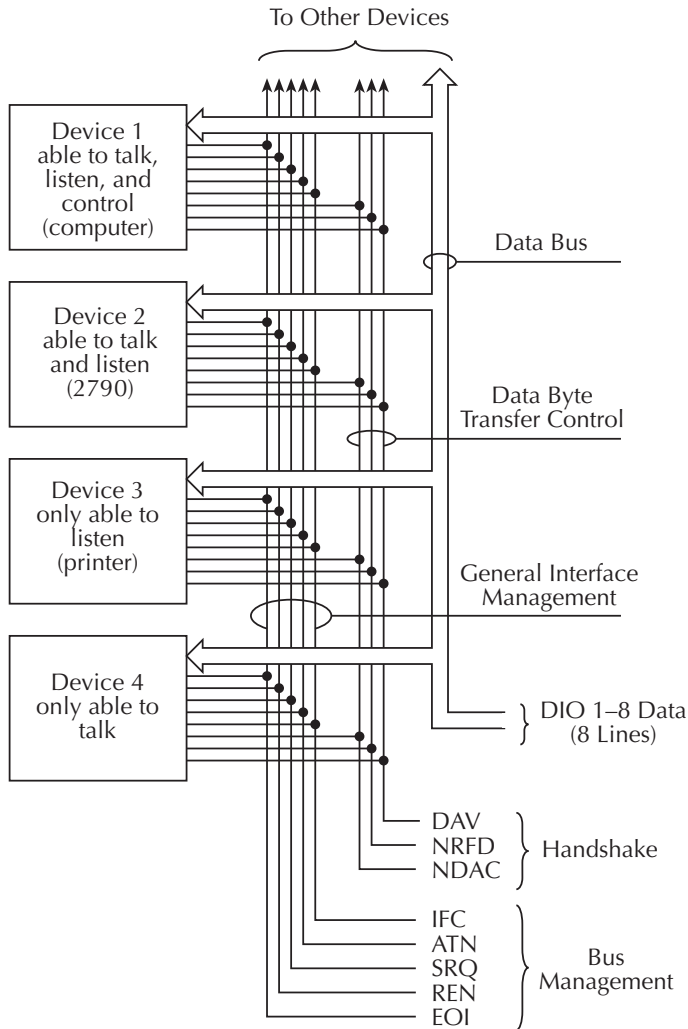 To Other Devices
Device 1
able to talk,
listen, and
control
(computer)
Data Bus
Device 2
able to talk
and listen
(2790)
Data Byte
Transfer Control
Device 3
only able to
listen
(printer)
General Interface
Management
Device 4
only able to
talk
DIO 1–8 Data
(8 Lines)
DAV
NRFD
NDAC
Handshake
IFC
ATN
SRQ
REN
EOI
Bus
Management